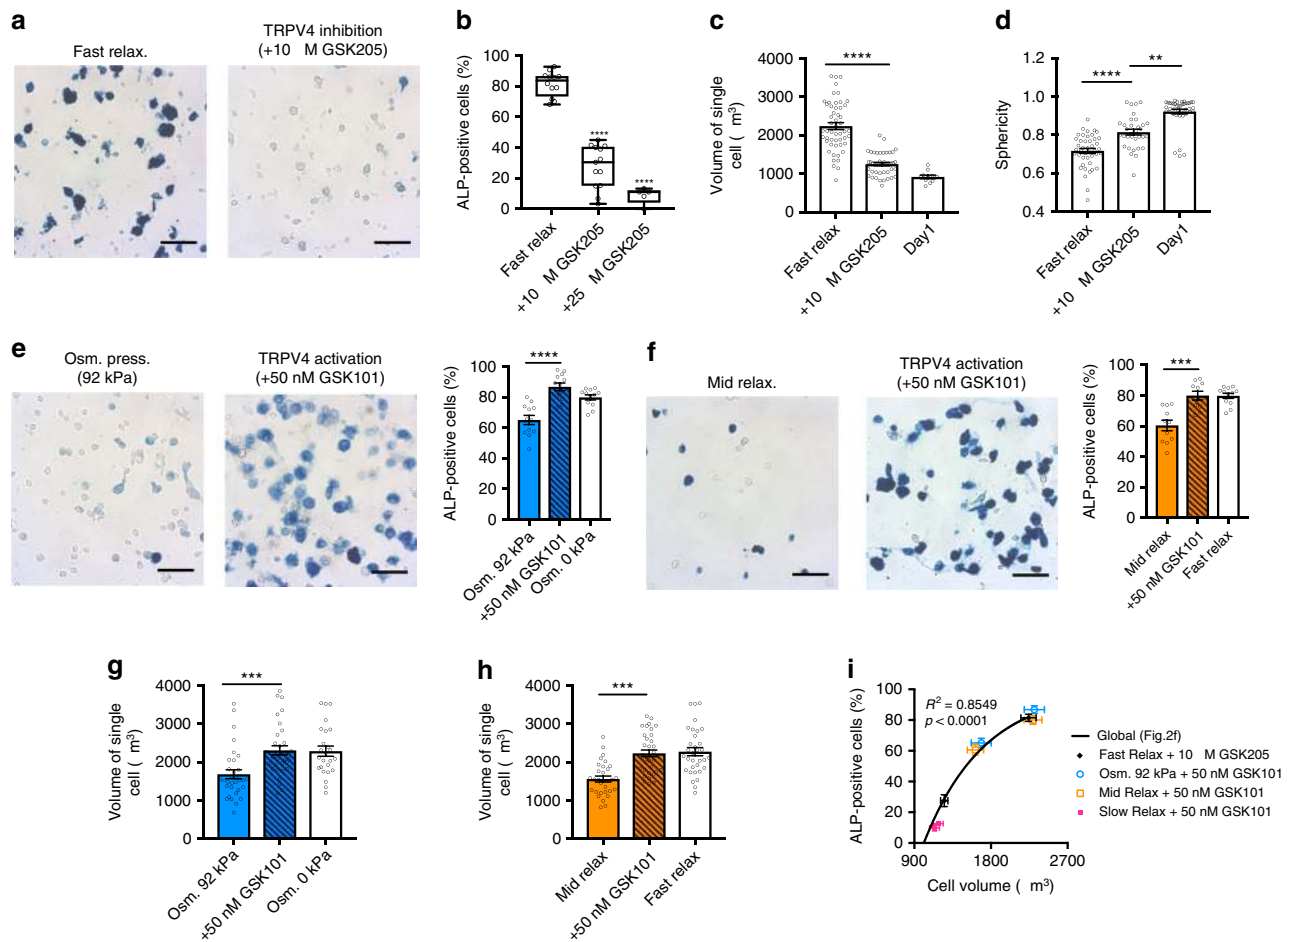 a
Fast relax.
TRPV4 inhibition
(+10 M GSK205)
b
ALP-positive cells (%)
100
80
60
40
20
0
****
****
Fast relax
+10 M GSK205
+25 M GSK205
c
Volume of single
cell ( m³)
4000
3000
2000
1000
0
****
Fast relax
+10 M GSK205
Day1
d
Sphericity
1.2
1.0
0.8
0.6
0.4
****
**
Fast relax
+10 M GSK205
Day1
e
Osm. press.
(92 kPa)
TRPV4 activation
(+50 nM GSK101)
ALP-positive cells (%)
100
80
60
40
20
0
****
Osm. 92 kPa
+50 nM GSK101
Osm. 0 kPa
f
Mid relax.
TRPV4 activation
(+50 nM GSK101)
ALP-positive cells (%)
100
80
60
40
20
0
***
Mid relax
+50 nM GSK101
Fast relax
g
Volume of single
cell ( m³)
4000
3000
2000
1000
0
***
Osm. 92 kPa
+50 nM GSK101
Osm. 0 kPa
h
Volume of single
cell ( m³)
4000
3000
2000
1000
0
***
Mid relax
+50 nM GSK101
Fast relax
i
ALP-positive cells (%)
100
80
60
40
20
0
R² = 0.8549
p < 0.0001
900
1800
2700
Cell volume ( m³)
Global (Fig.2f)
Fast Relax + 10 M GSK205
Osm. 92 kPa + 50 nM GSK101
Mid Relax + 50 nM GSK101
Slow Relax + 50 nM GSK101